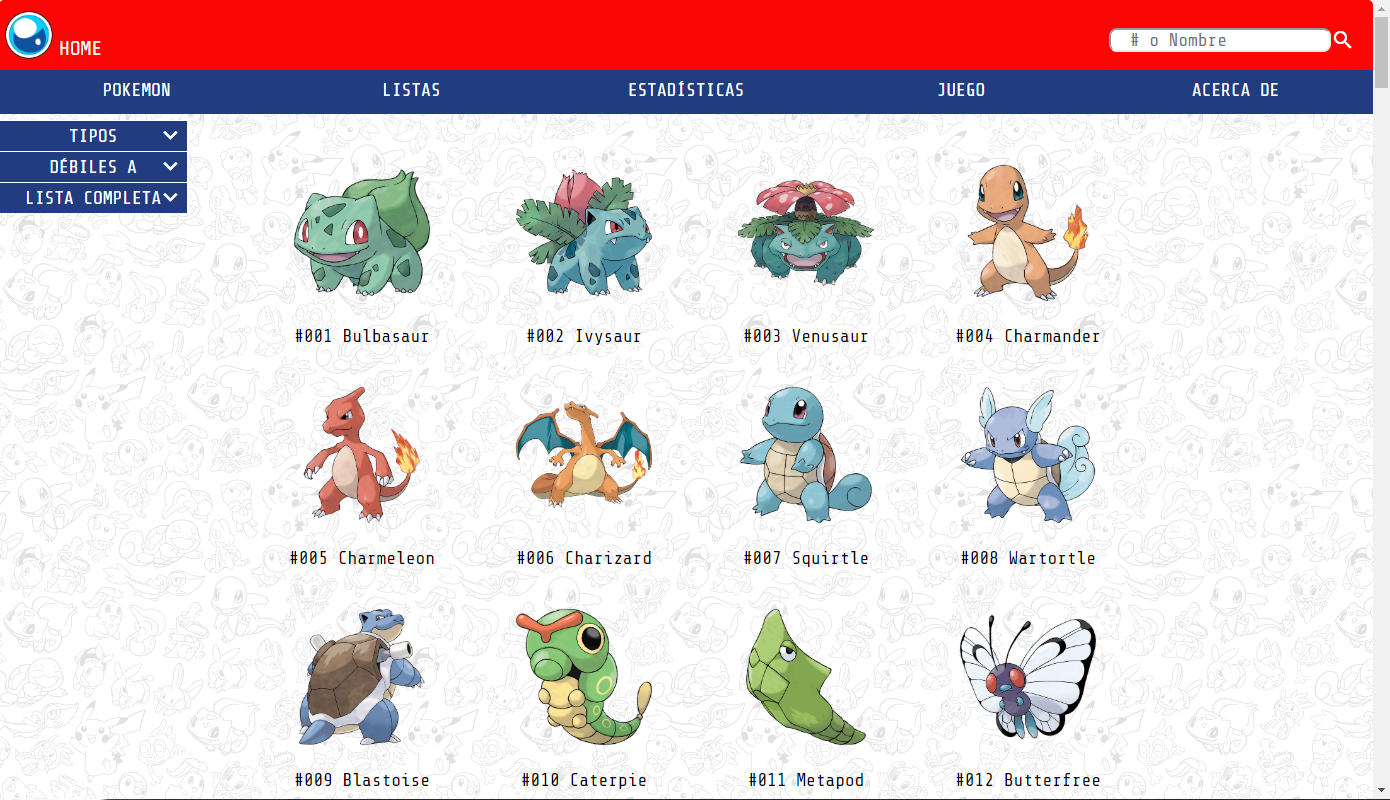 HOME
# o Nombre
POKEMON LISTAS ESTADÍSTICAS JUEGO ACERCA DE
TIPOS
DÉBILES A
LISTA COMPLETA
#001 Bulbasaur #002 Ivysaur #003 Venusaur #004 Charmander
#005 Charmeleon #006 Charizard #007 Squirtle #008 Wartortle
#009 Blastoise #010 Caterpie #011 Metapod #012 Butterfree